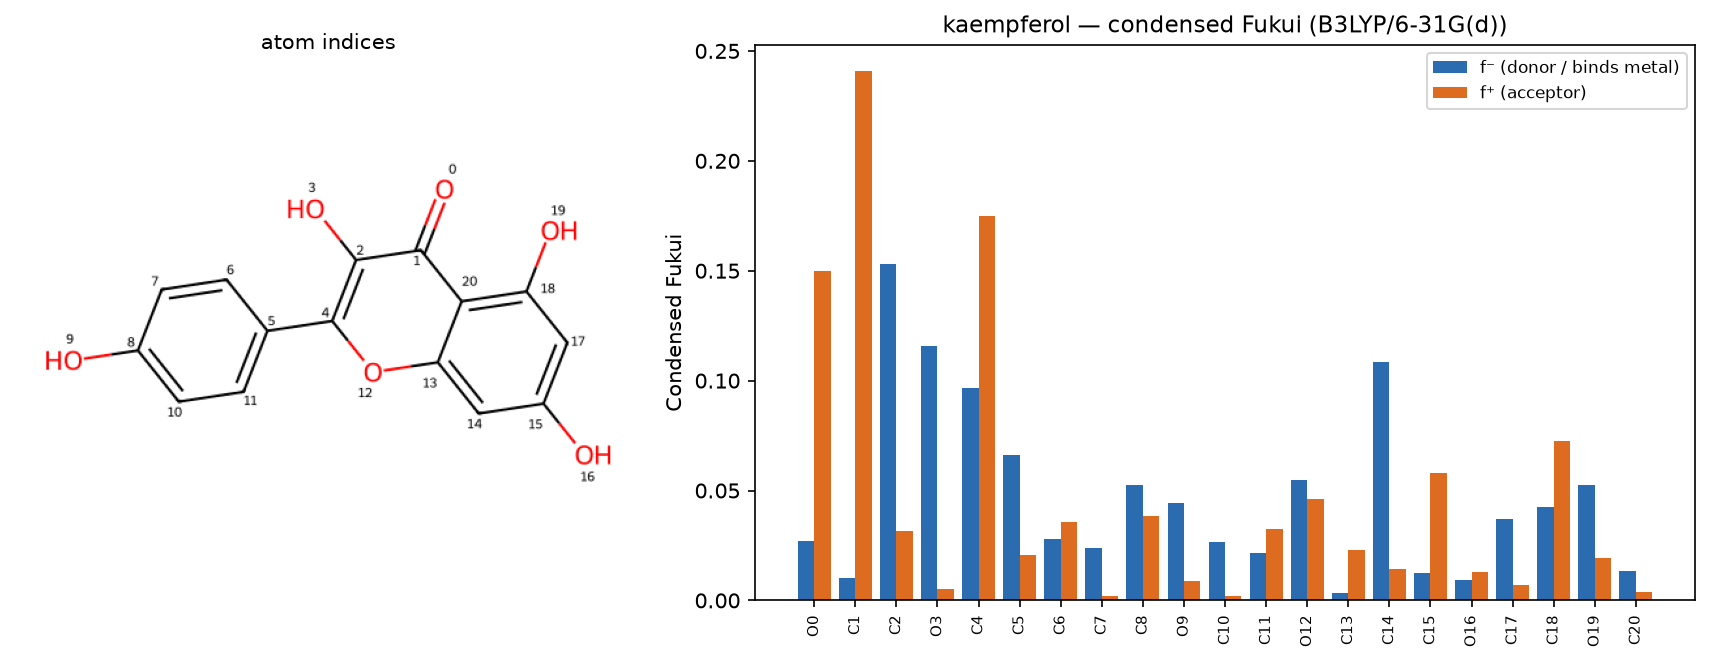 atom indices
0
3
HO
O
19
OH
2
1
7
6
20
18
9
8
5
4
17
HO
O
12
13
10
11
14
15
OH
16
kaempferol — condensed Fukui (B3LYP/6-31G(d))
f⁻ (donor / binds metal)
f⁺ (acceptor)
Condensed Fukui
0.25
0.20
0.15
0.10
0.05
0.00
O0 C1 C2 O3 C4 C5 C6 C7 C8 O9 C10 C11 O12 C13 C14 C15 O16 C17 C18 O19 C20